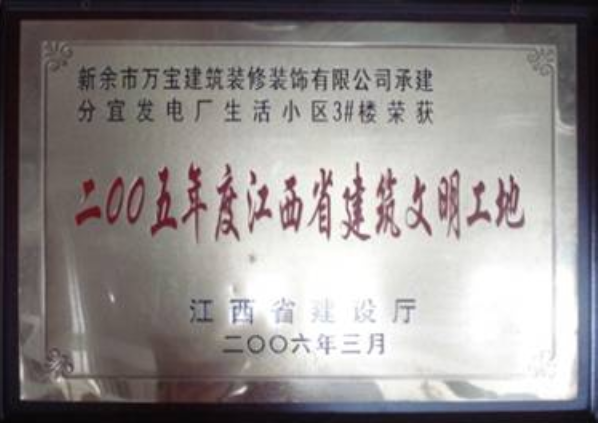 新余市万宝建筑装修装饰有限公司承建
分宜发电厂生活小区3#楼荣获
二00五年度江西省建筑文明工地
江西省建设厅
二〇〇六年三月